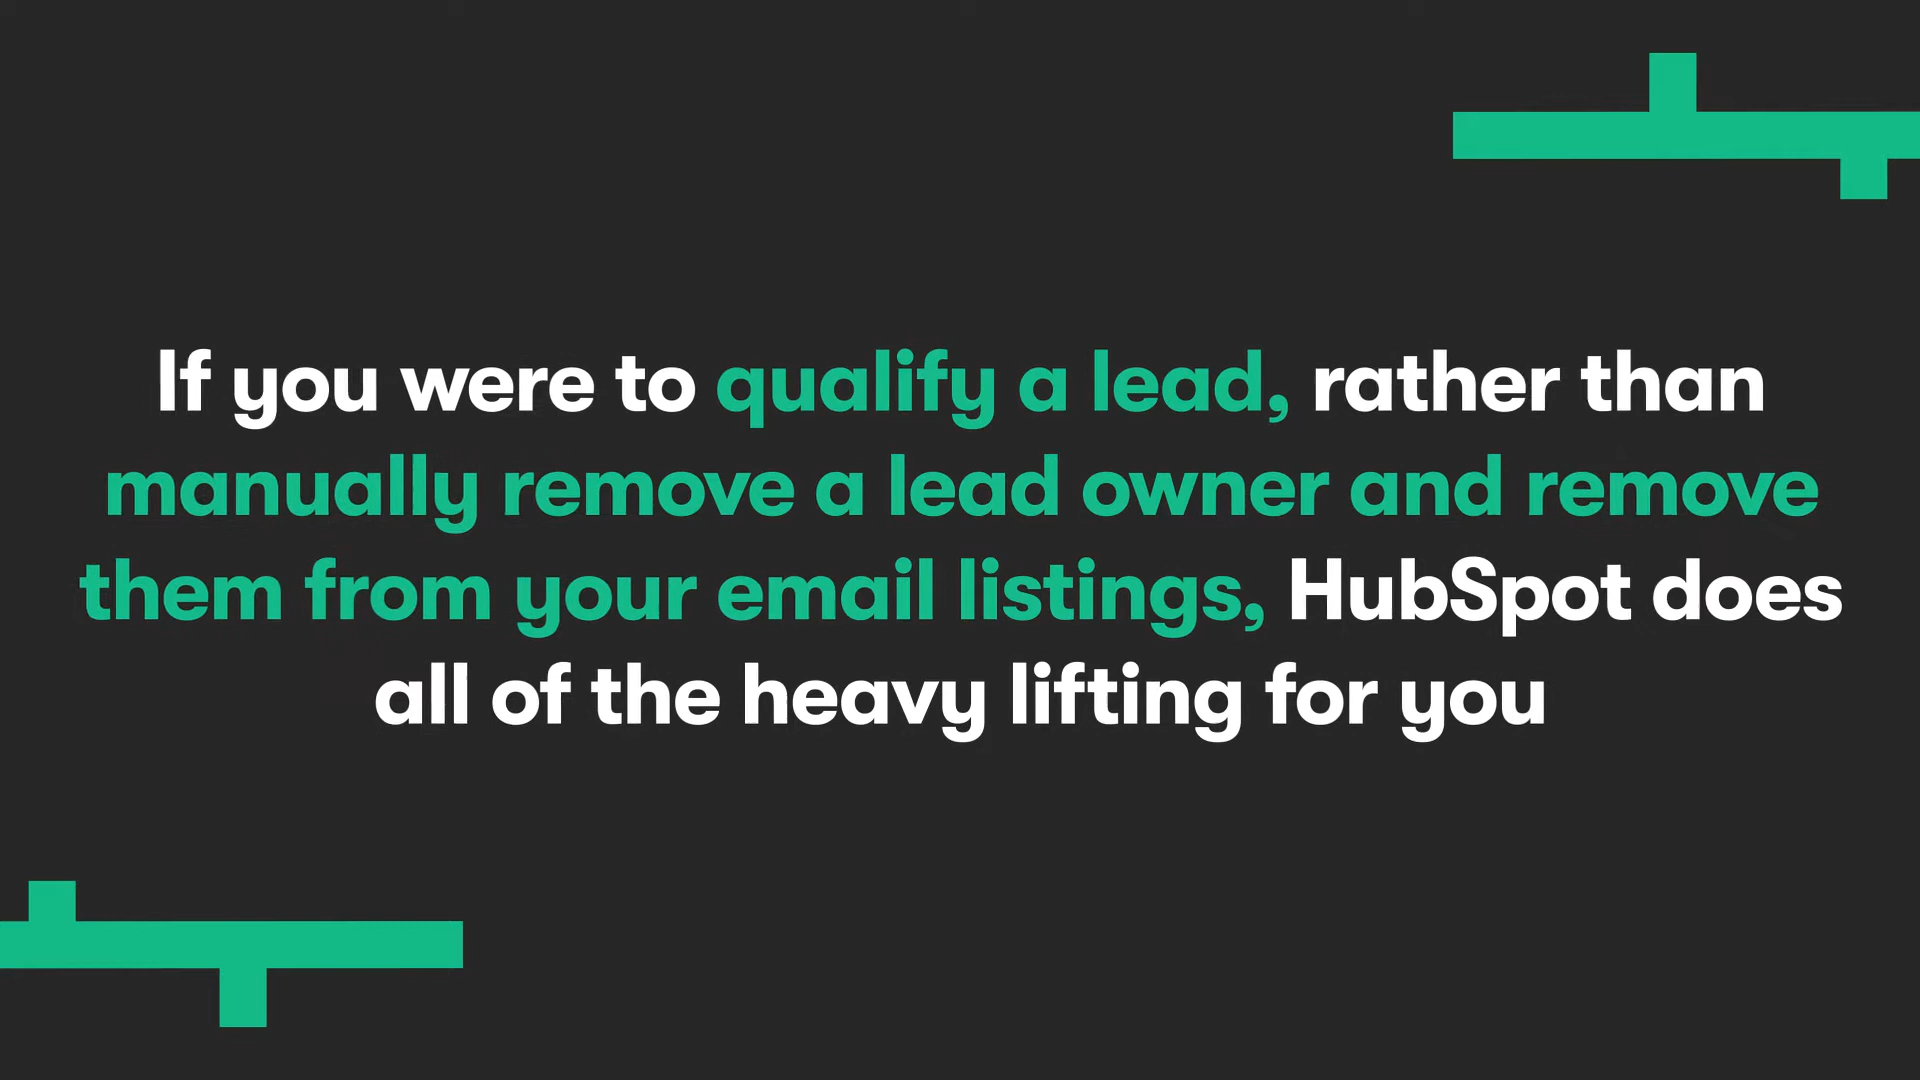 If you were to qualify a lead, rather than
manually remove a lead owner and remove
them from your email listings, HubSpot does
all of the heavy lifting for you